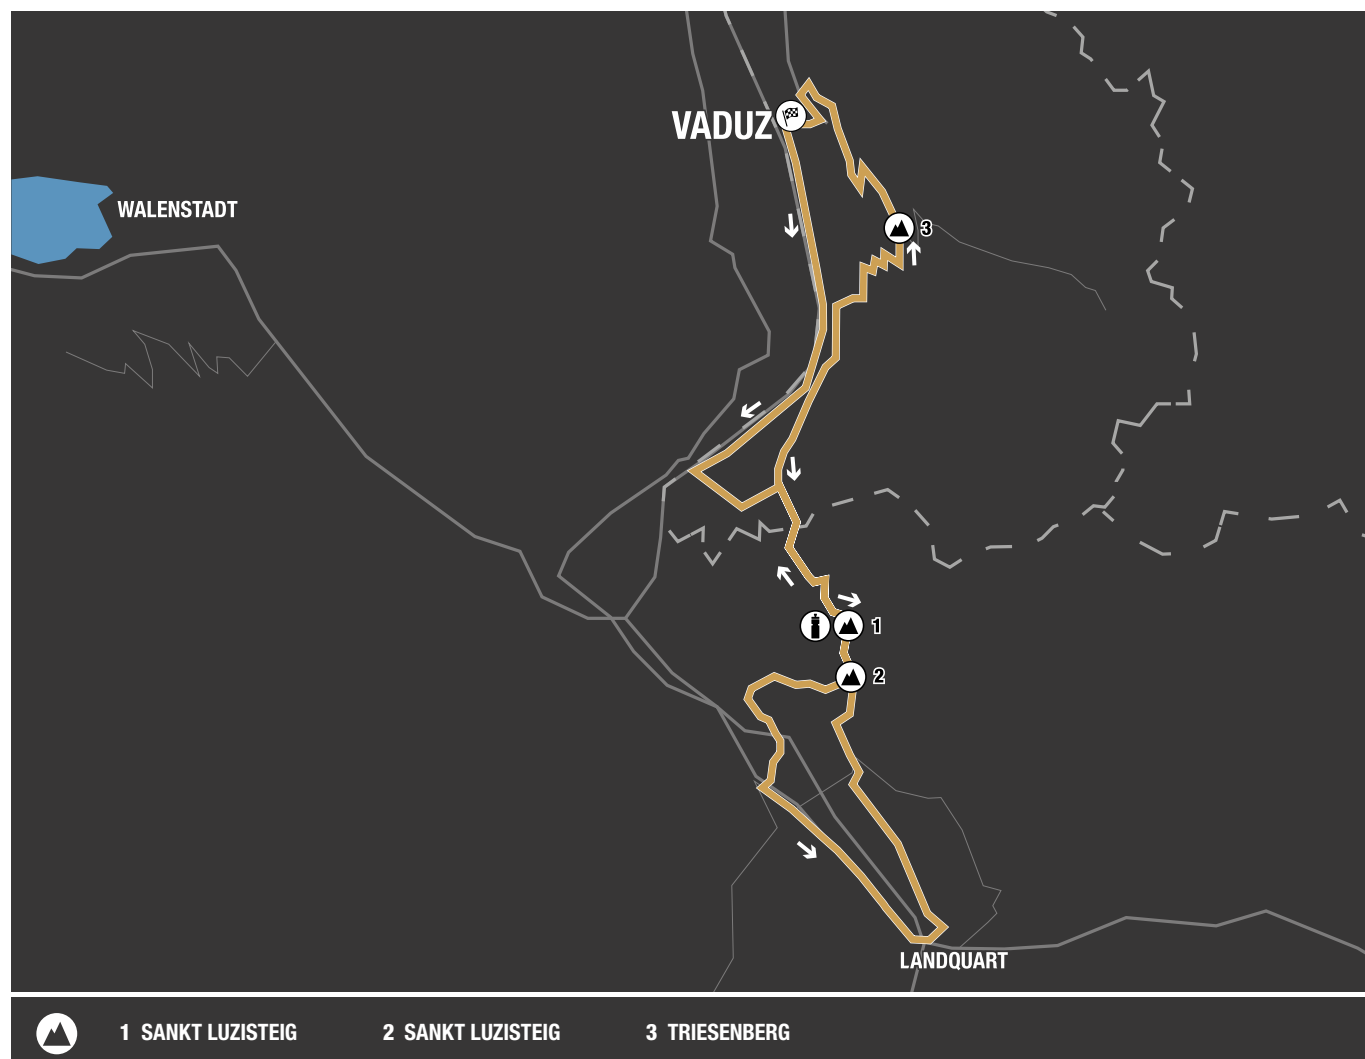 VADUZ
WALENSTADT
3
1
2
LANDQUART
1 SANKT LUZISTEIG 2 SANKT LUZISTEIG 3 TRIESENBERG